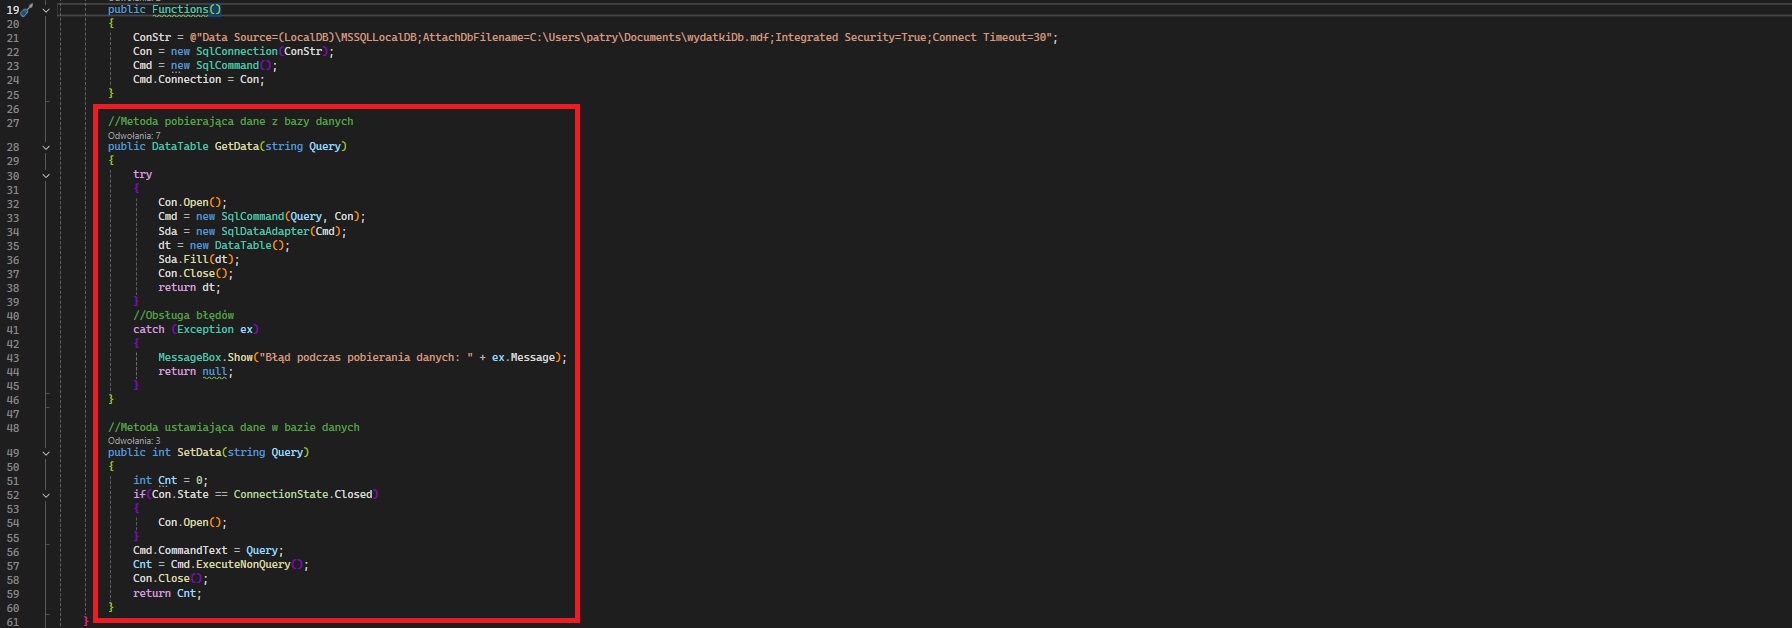 19 public Functions()
20 {
21 ConStr = @"Data Source=(LocalDB)\MSSQLLocalDB;AttachDbFilename=C:\Users\patry\Documents\wydatkiDb.mdf;Integrated Security=True;Connect Timeout=30";
22 Con = new SqlConnection(ConStr);
23 Cmd = new SqlCommand();
24 Cmd.Connection = Con;
25 }
26
27 //Metoda pobierająca dane z bazy danych
Odwołania: 7
28 public DataTable GetData(string Query)
29 {
30 try
31 {
32 Con.Open();
33 Cmd = new SqlCommand(Query, Con);
34 Sda = new SqlDataAdapter(Cmd);
35 dt = new DataTable();
36 Sda.Fill(dt);
37 Con.Close();
38 return dt;
39 }
40 //Obsługa błędów
41 catch (Exception ex)
42 {
43 MessageBox.Show("Błąd podczas pobierania danych: " + ex.Message);
44 return null;
45 }
46 }
47
48 //Metoda ustawiająca dane w bazie danych
Odwołania: 3
49 public int SetData(string Query)
50 {
51 int Cnt = 0;
52 if(Con.State == ConnectionState.Closed)
53 {
54 Con.Open();
55 }
56 Cmd.CommandText = Query;
57 Cnt = Cmd.ExecuteNonQuery();
58 Con.Close();
59 return Cnt;
60 }
61 }